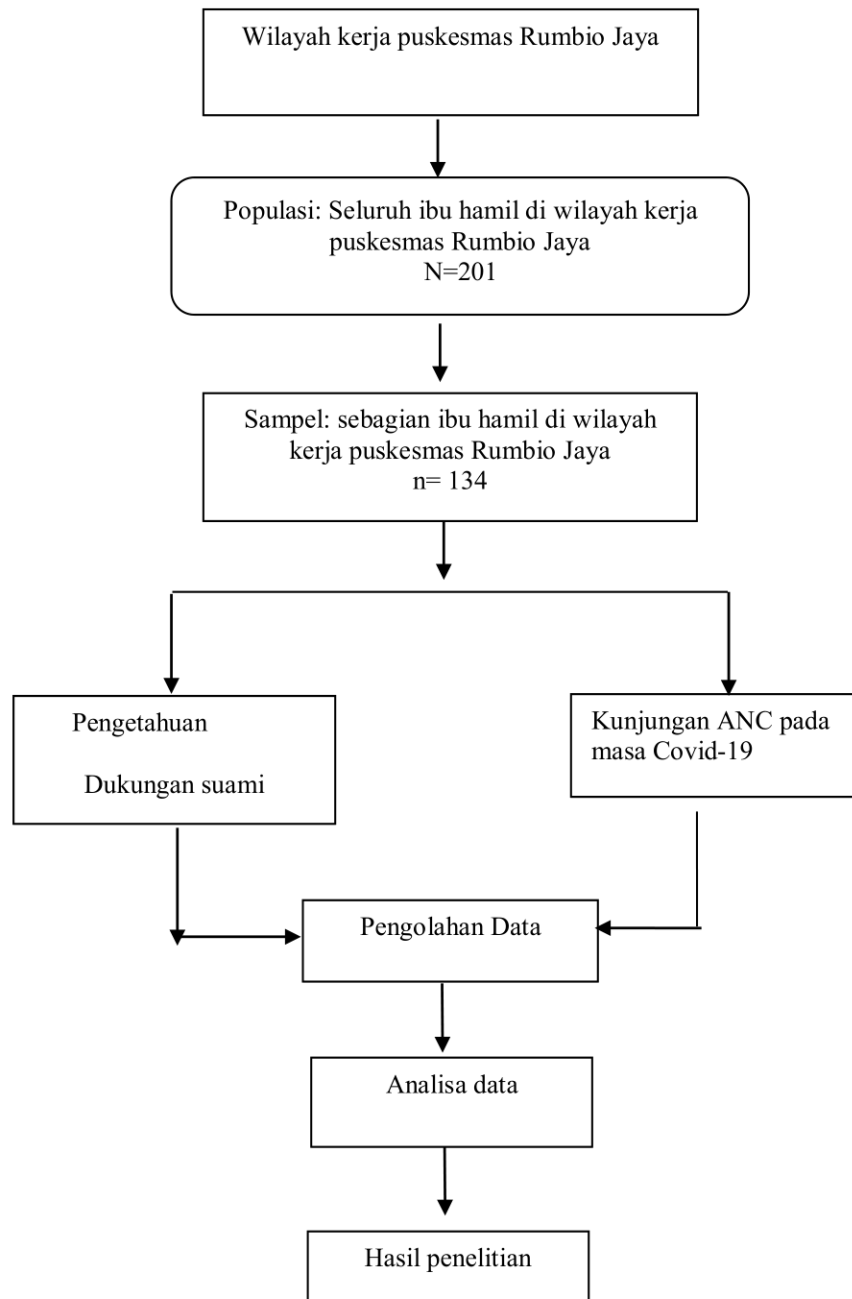 Wilayah kerja puskesmas Rumbio Jaya
Populasi: Seluruh ibu hamil di wilayah kerja
puskesmas Rumbio Jaya
N=201
Sampel: sebagian ibu hamil di wilayah
kerja puskesmas Rumbio Jaya
n= 134
Pengetahuan
Dukungan suami
Kunjungan ANC pada
masa Covid-19
Pengolahan Data
Analisa data
Hasil penelitian